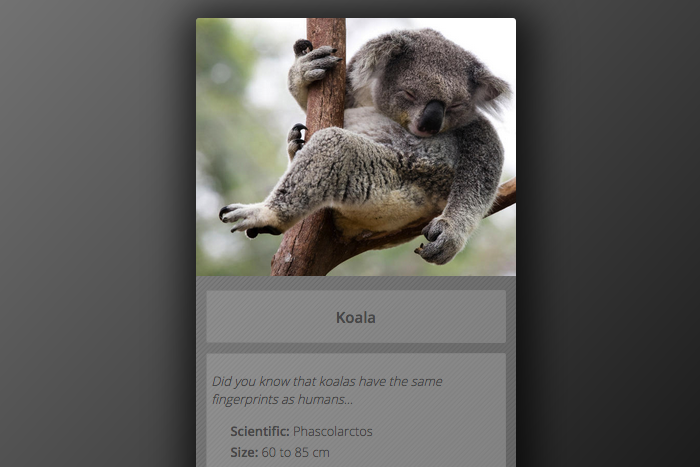 Koala
Did you know that koalas have the same
fingerprints as humans...
Scientific: Phascolarctos
Size: 60 to 85 cm